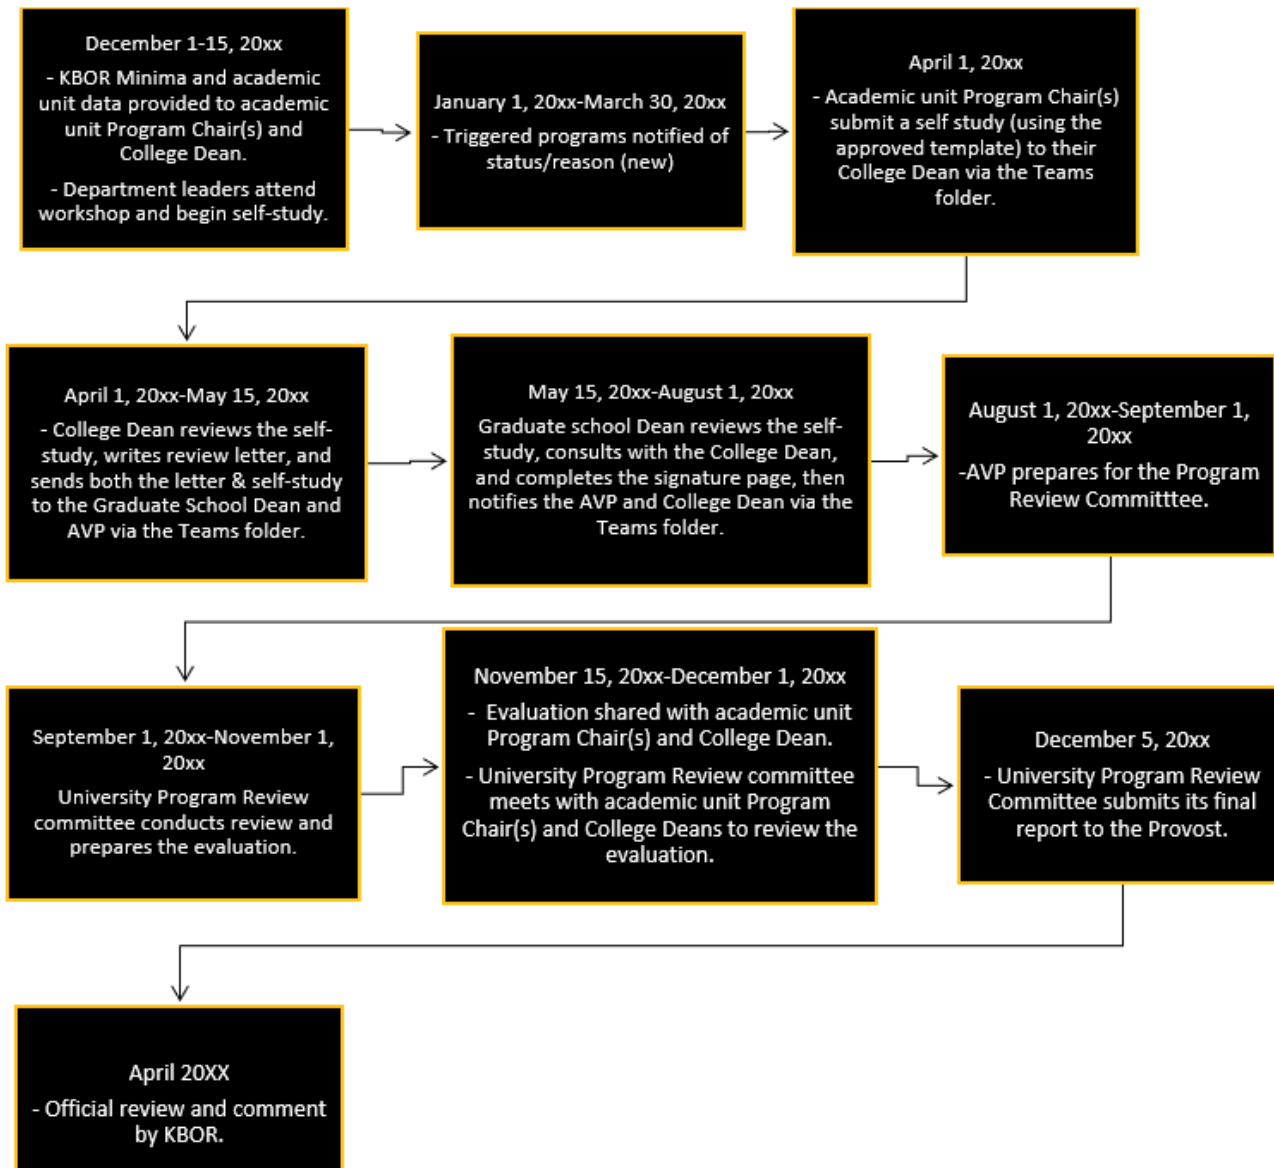 December 1-15, 20xx
- KBOR Minima and academic
unit data provided to academic
unit Program Chair(s) and
College Dean.
- Department leaders attend
workshop and begin self-study.
January 1, 20xx-March 30, 20xx
- Triggered programs notified of
status/reason (new)
April 1, 20xx
- Academic unit Program Chair(s)
submit a self study (using the
approved template) to their
College Dean via the Teams
folder.
April 1, 20xx-May 15, 20xx
- College Dean reviews the self-
study, writes review letter, and
sends both the letter & self-study
to the Graduate School Dean and
AVP via the Teams folder.
May 15, 20xx-August 1, 20xx
Graduate school Dean reviews the self-
study, consults with the College Dean,
and completes the signature page, then
notifies the AVP and College Dean via the
Teams folder.
August 1, 20xx-September 1,
20xx
-AVP prepares for the Program
Review Committtee.
September 1, 20xx-November 1,
20xx
University Program Review
committee conducts review and
prepares the evaluation.
November 15, 20xx-December 1, 20xx
- Evaluation shared with academic unit
Program Chair(s) and College Dean.
- University Program Review committee
meets with academic unit Program
Chair(s) and College Deans to review the
evaluation.
December 5, 20xx
- University Program Review
Committee submits its final
report to the Provost.
April 20XX
- Official review and comment
by KBOR.